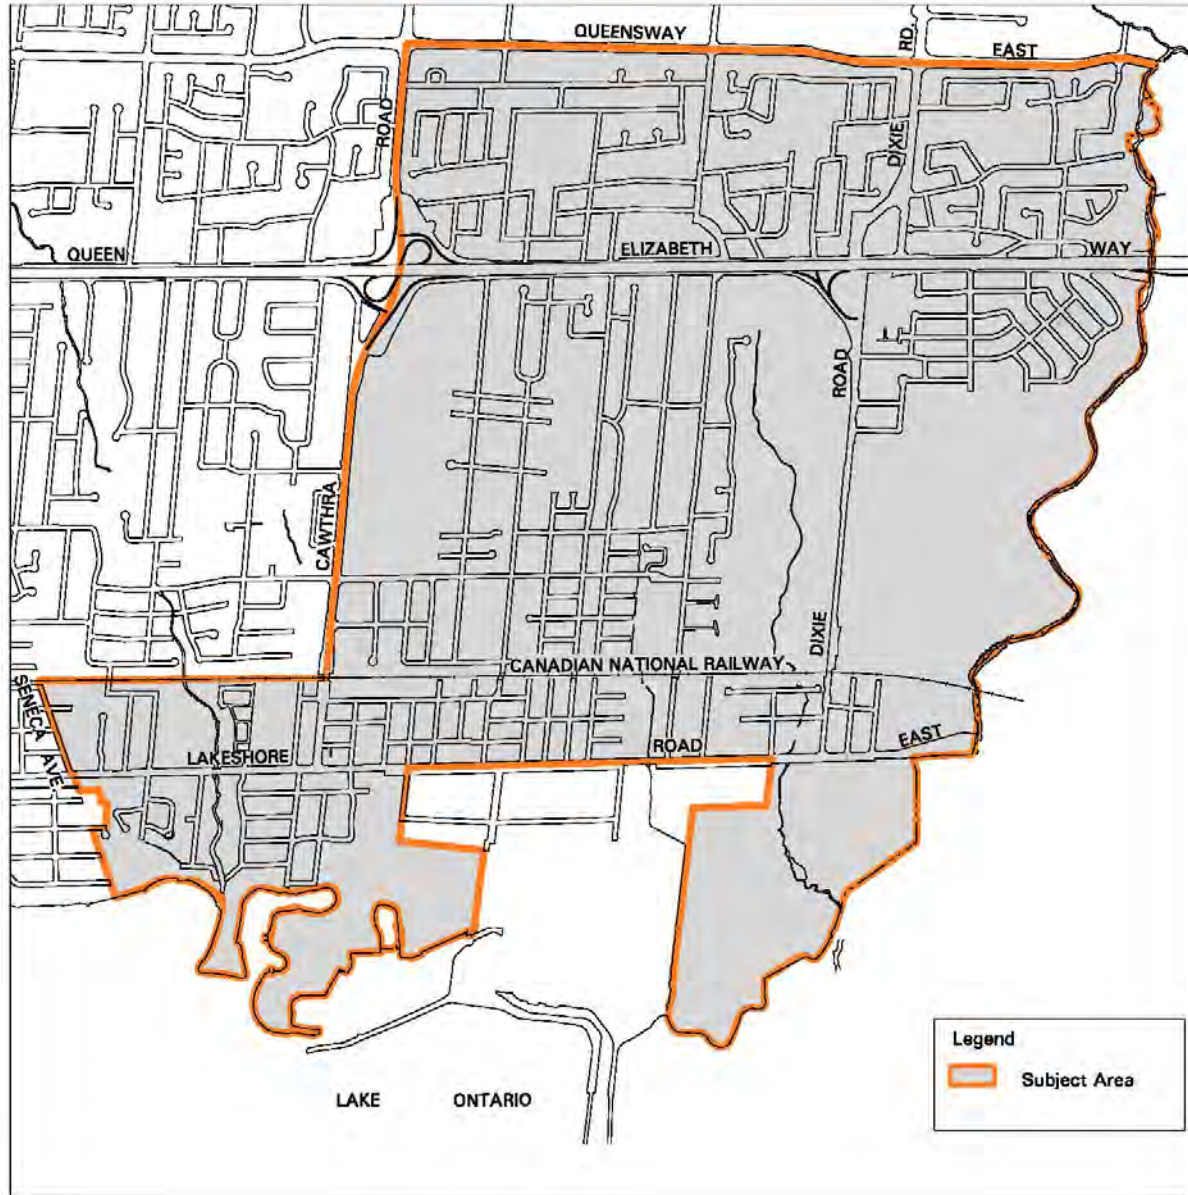 QUEENSWAY
EAST
RD.
ROAD
DIXIE
QUEEN
ELIZABETH
WAY
ROAD
CAWTHRA
DIXIE
CANADIAN NATIONAL RAILWAY
SENECA
AVE.
LAKESHORE
ROAD
EAST
LAKE
ONTARIO
Legend
Subject Area